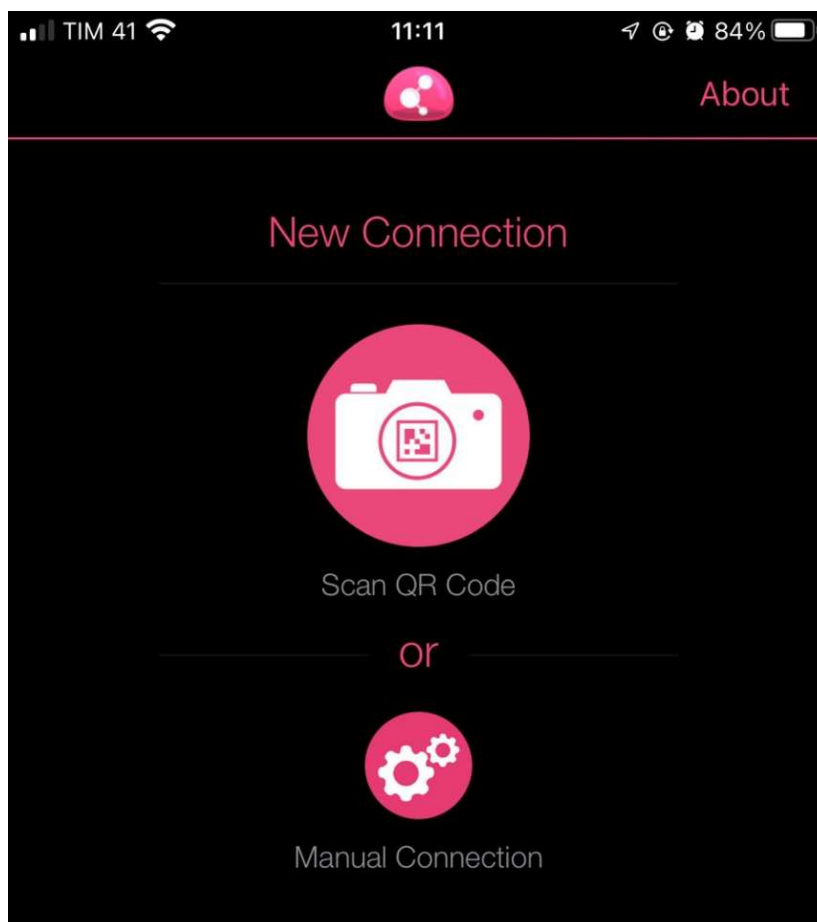 TIM 41 11:11 84%
About
New Connection
Scan QR Code
or
Manual Connection